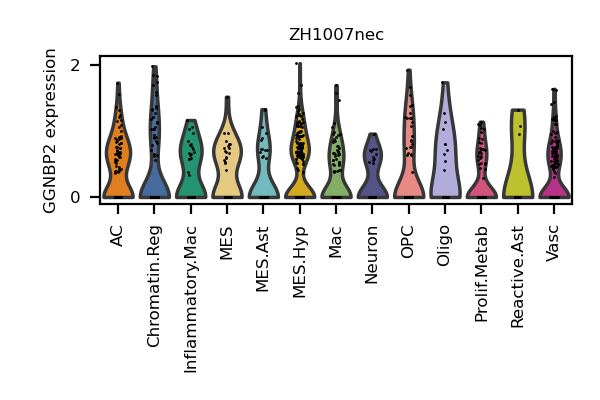 ZH1007nec
GGNBP2 expression
2
0
AC
Chromatin.Reg
Inflammatory.Mac
MES
MES.Ast
MES.Hyp
Mac
Neuron
OPC
Oligo
Prolif.Metab
Reactive.Ast
Vasc